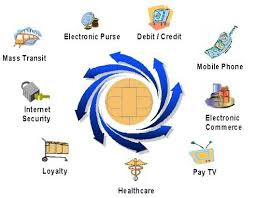 Electronic Purse
Debit / Credit
Mass Transit
Mobile Phone
Internet
Security
Electronic
Commerce
Loyalty
Pay TV
Healthcare